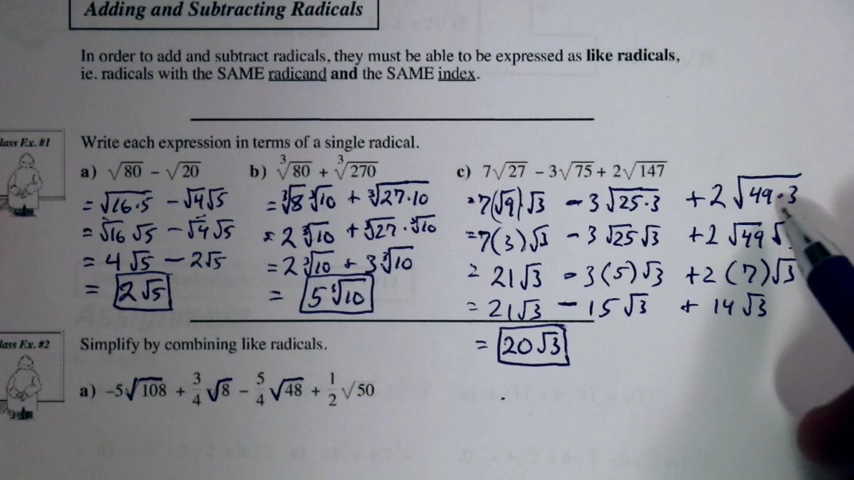 Adding and Subtracting Radicals
In order to add and subtract radicals, they must be able to be expressed as like radicals,
ie. radicals with the SAME radicand and the SAME index.
lass Ex. #1
Write each expression in terms of a single radical.
a) √80 - √20
= √16·5 - √4√5
= √16 √5 - √4√5
= 4√5 - 2√5
= 2√5
b) ∛80 + ∛270
= ∛8 ∛10 + ∛27·10
= 2∛10 + ∛27·∛10
= 2∛10 + 3∛10
= 5∛10
c) 7√27 - 3√75 + 2√147
= 7(√9)√3 - 3√25·3 + 2√49·3
= 7(3)√3 - 3√25√3 + 2√49 √
= 21√3 - 3(5)√3 + 2(7)√3
= 21√3 - 15√3 + 14√3
= 20√3
lass Ex. #2
Simplify by combining like radicals.
a) -5√108 + 3/4 √8 - 5/4 √48 + 1/2 √50